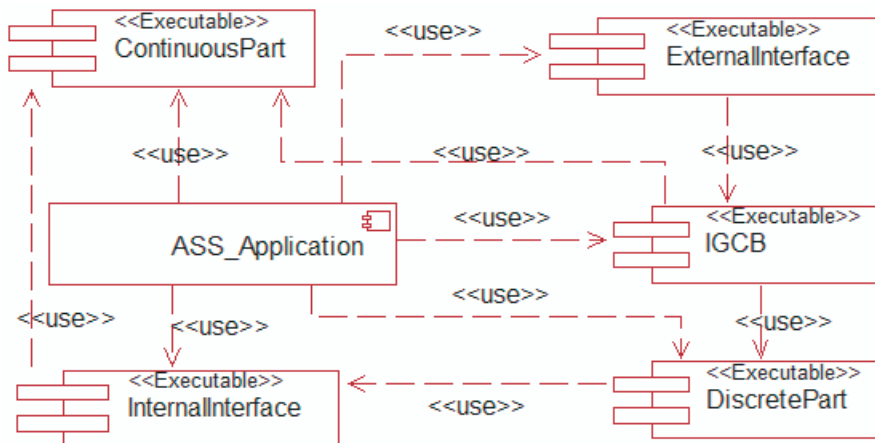 <<Executable>>
ContinuousPart
<<use>>
<<Executable>>
ExternalInterface
<<use>>
<<use>>
<<use>>
ASS_Application
<<use>>
<<Executable>>
IGCB
<<use>>
<<use>>
<<use>>
<<use>>
<<Executable>>
InternalInterface
<<use>>
<<Executable>>
DiscretePart